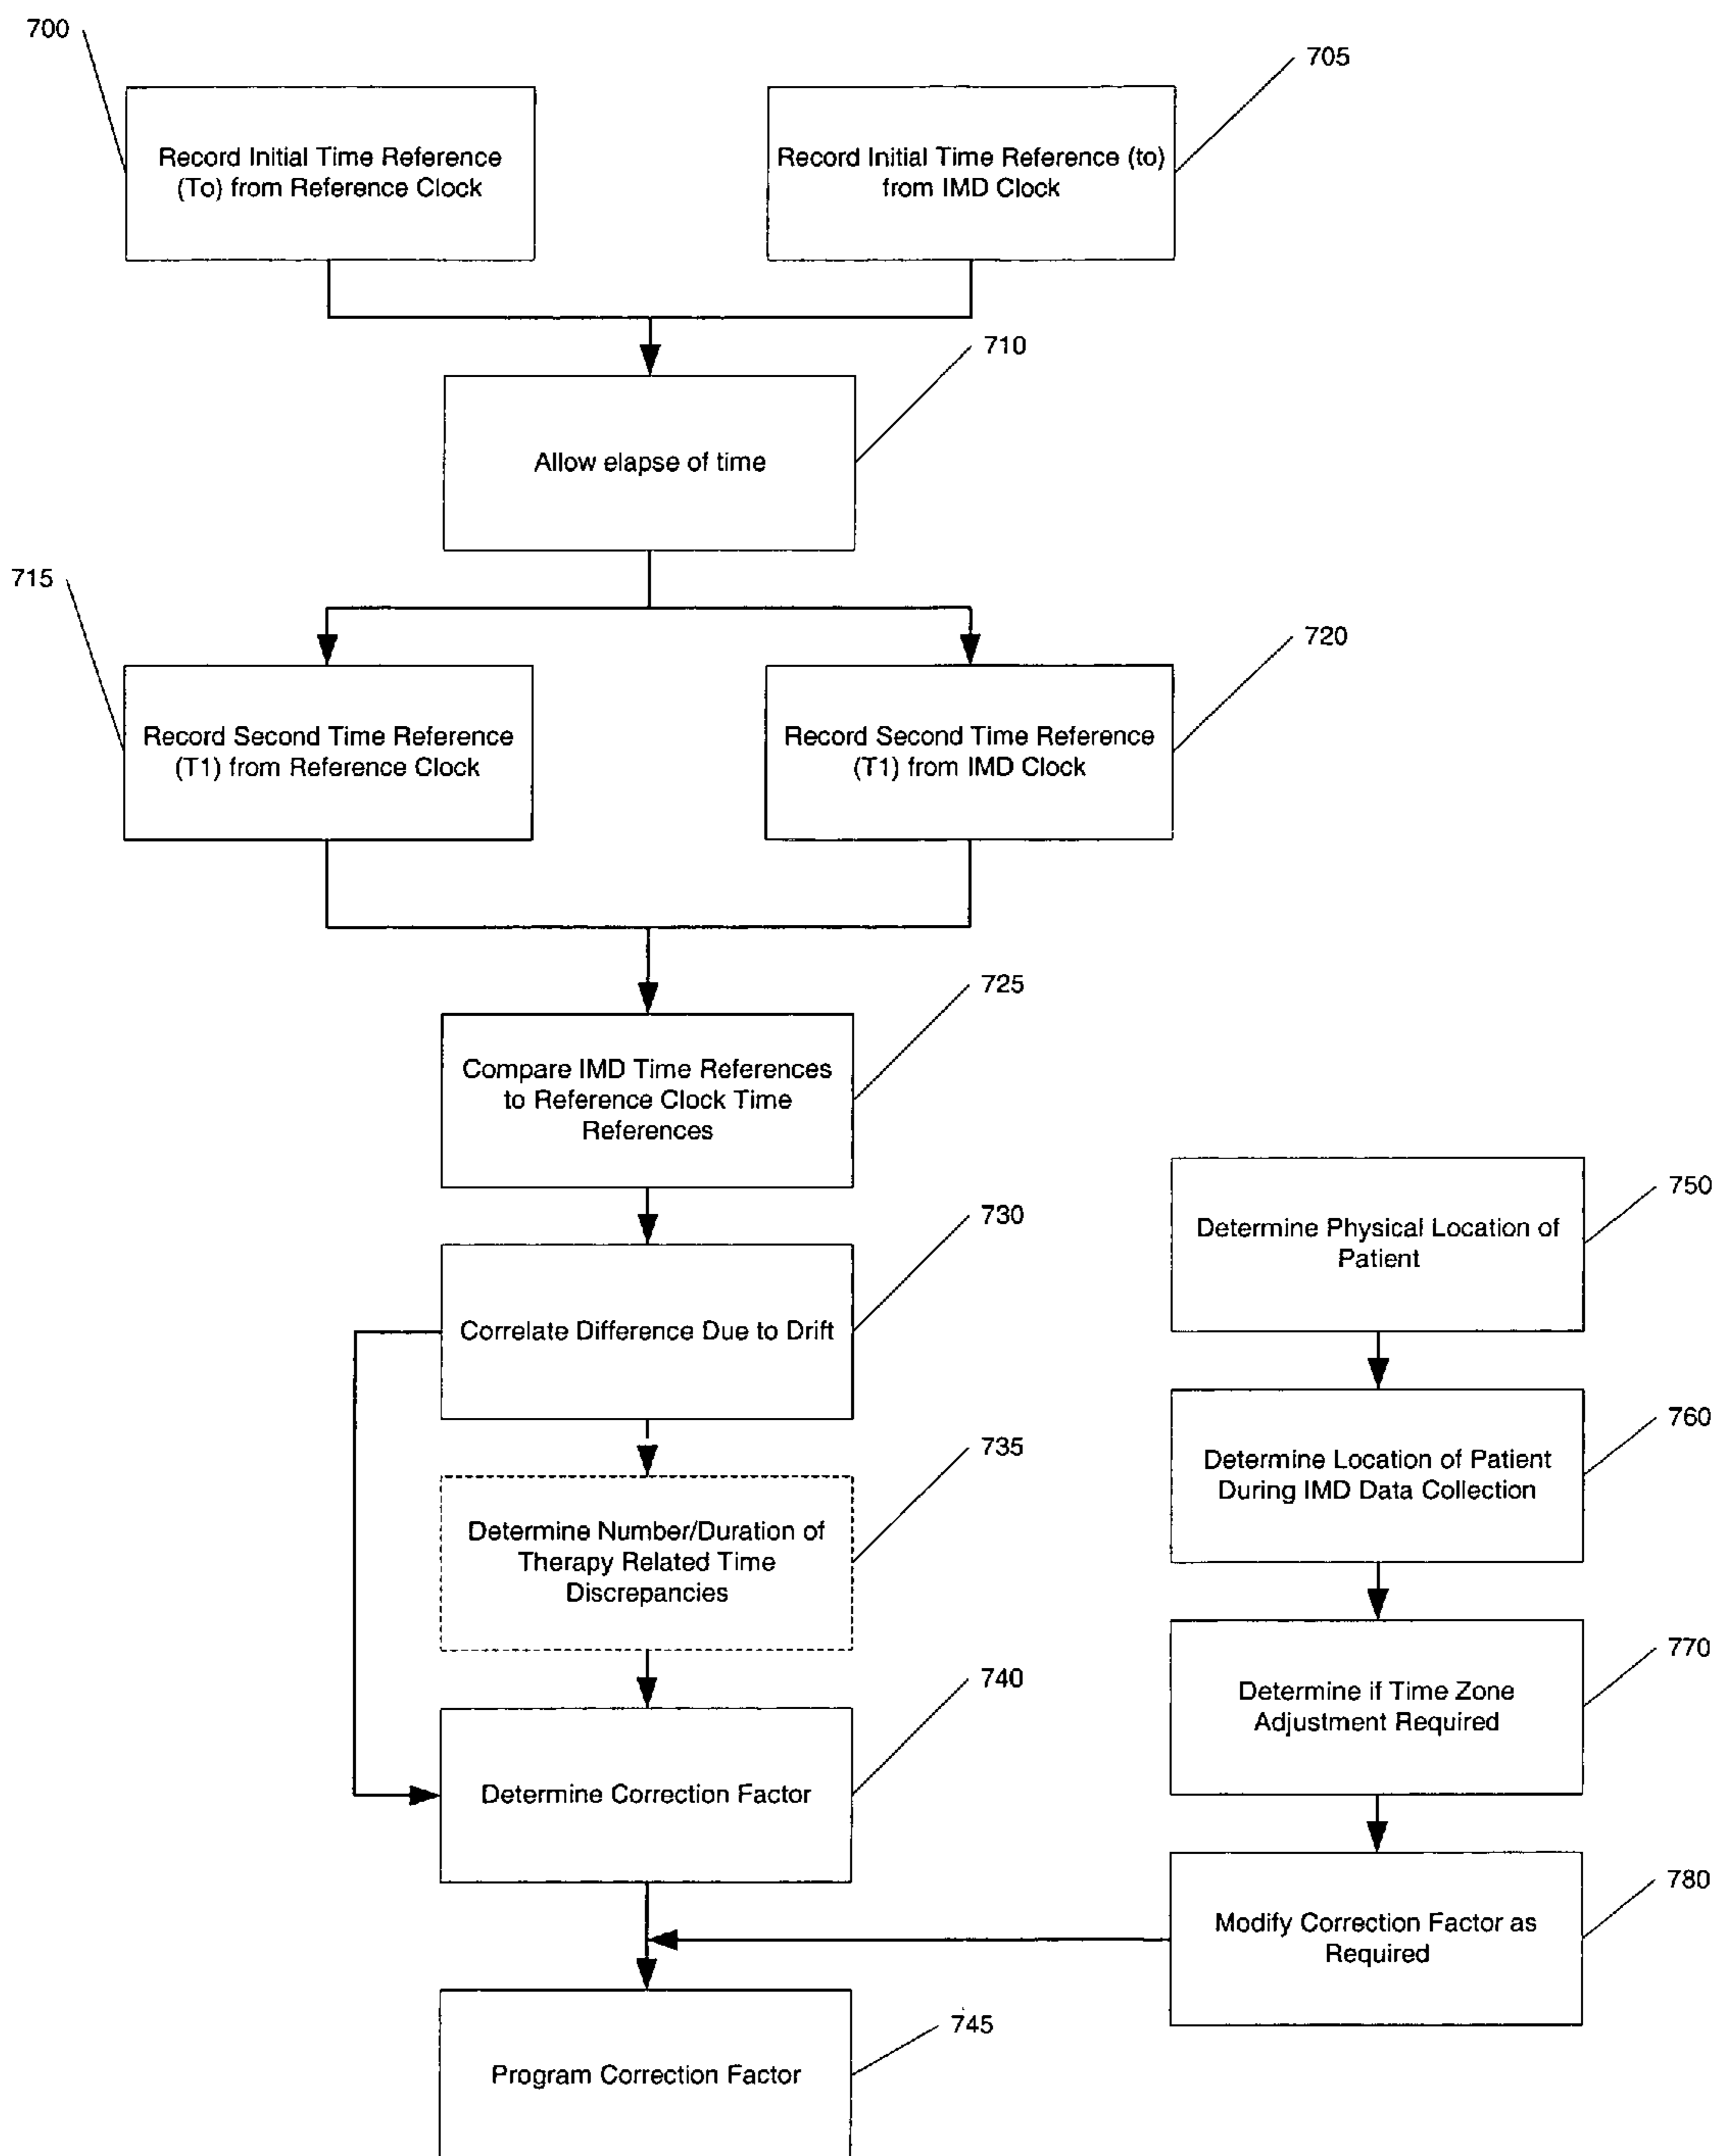 700
705
Record Initial Time Reference
(To) from Reference Clock
Record Initial Time Reference (to)
from IMD Clock
710
Allow elapse of time
715
720
Record Second Time Reference
(T1) from Reference Clock
Record Second Time Reference
(T1) from IMD Clock
725
Compare IMD Time References
to Reference Clock Time
References
750
Determine Physical Location of
Patient
730
Correlate Difference Due to Drift
760
Determine Location of Patient
During IMD Data Collection
735
Determine Number/Duration of
Therapy Related Time
Discrepancies
770
Determine if Time Zone
Adjustment Required
740
Determine Correction Factor
780
Modify Correction Factor as
Required
745
Program Correction Factor